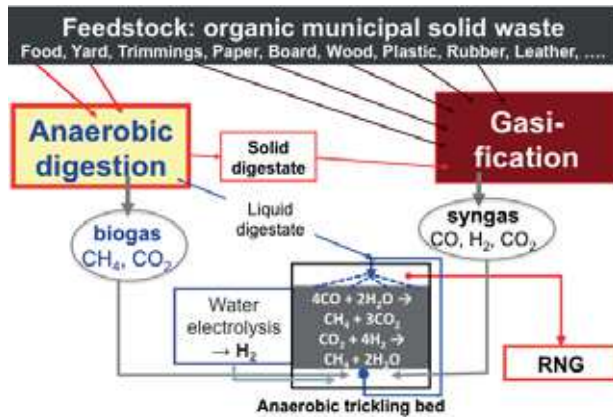 Feedstock: organic municipal solid waste
Food, Yard, Trimmings, Paper, Board, Wood, Plastic, Rubber, Leather, ....
Anaerobic
digestion
Solid
digestate
Gasi-
fication
Liquid
digestate
biogas
CH₄, CO₂
syngas
CO, H₂, CO₂
Water
electrolysis
→ H₂
4CO + 2H₂O →
CH₄ + 3CO₂
CO₂ + 4H₂ →
CH₄ + 2H₂O
RNG
Anaerobic trickling bed